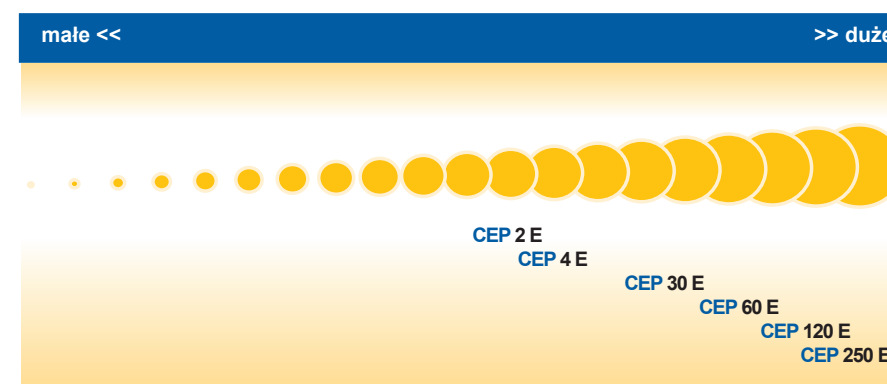 małe << >> duże
CEP 2 E
CEP 4 E
CEP 30 E
CEP 60 E
CEP 120 E
CEP 250 E